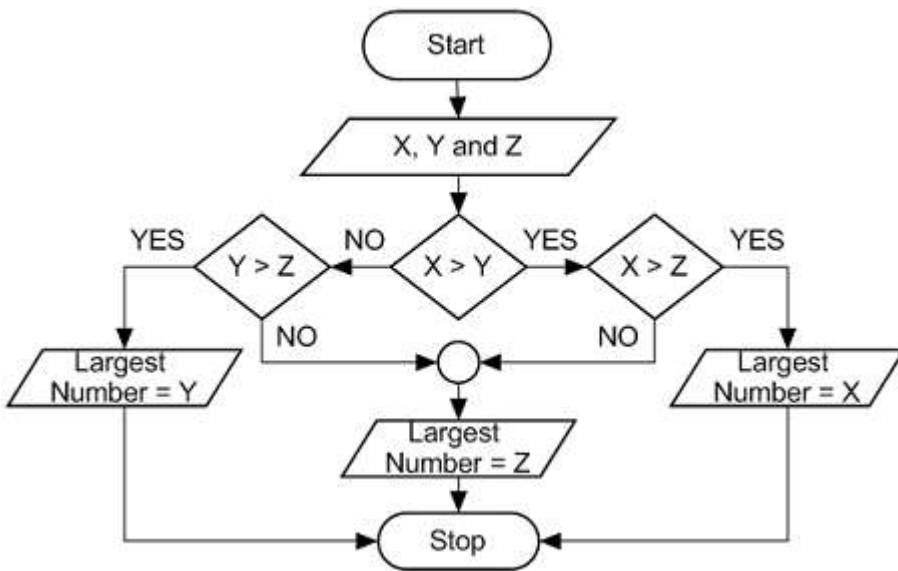 Start
X, Y and Z
YES
Y > Z
NO
X > Y
YES
X > Z
YES
NO
NO
Largest
Number = Y
Largest
Number = X
Largest
Number = Z
Stop